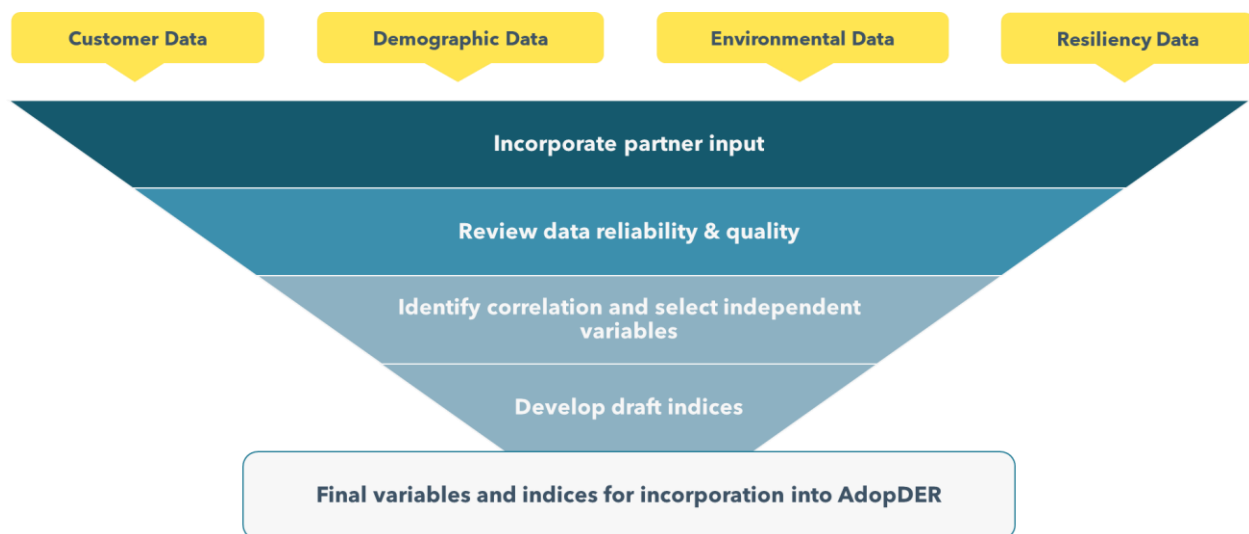 Customer Data
Demographic Data
Environmental Data
Resiliency Data
Incorporate partner input
Review data reliability & quality
Identify correlation and select independent
variables
Develop draft indices
Final variables and indices for incorporation into AdopDER